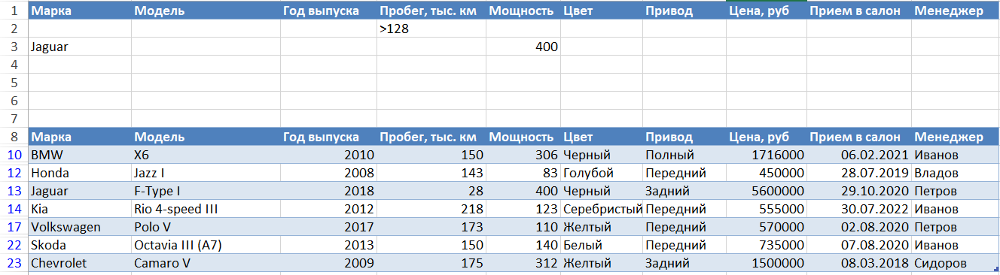 1 Марка Модель Год выпуска Пробег, тыс. км Мощность Цвет Привод Цена, руб Прием в салон Менеджер
2 >128
3 Jaguar 400
4
5
6
7
8 Марка Модель Год выпуска Пробег, тыс. км Мощность Цвет Привод Цена, руб Прием в салон Менеджер
10 BMW X6 2010 150 306 Черный Полный 1716000 06.02.2021 Иванов
12 Honda Jazz I 2008 143 83 Голубой Передний 450000 28.07.2019 Владов
13 Jaguar F-Type I 2018 28 400 Черный Задний 5600000 29.10.2020 Петров
14 Kia Rio 4-speed III 2012 218 123 Серебристый Передний 555000 30.07.2022 Иванов
17 Volkswagen Polo V 2017 173 110 Желтый Передний 570000 02.08.2020 Петров
22 Skoda Octavia III (A7) 2013 150 140 Белый Передний 735000 07.08.2020 Иванов
23 Chevrolet Camaro V 2009 175 312 Желтый Задний 1500000 08.03.2018 Сидоров